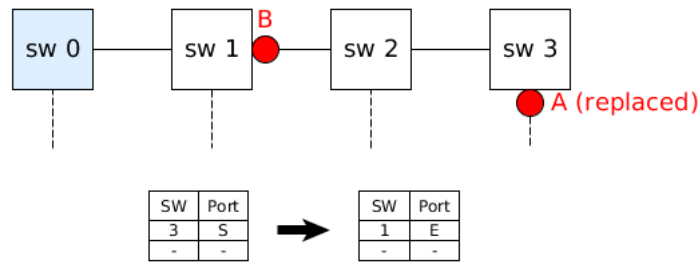 B
sw 0 sw 1 sw 2 sw 3
A (replaced)
SW Port SW Port
3 S 1 E
- - - -